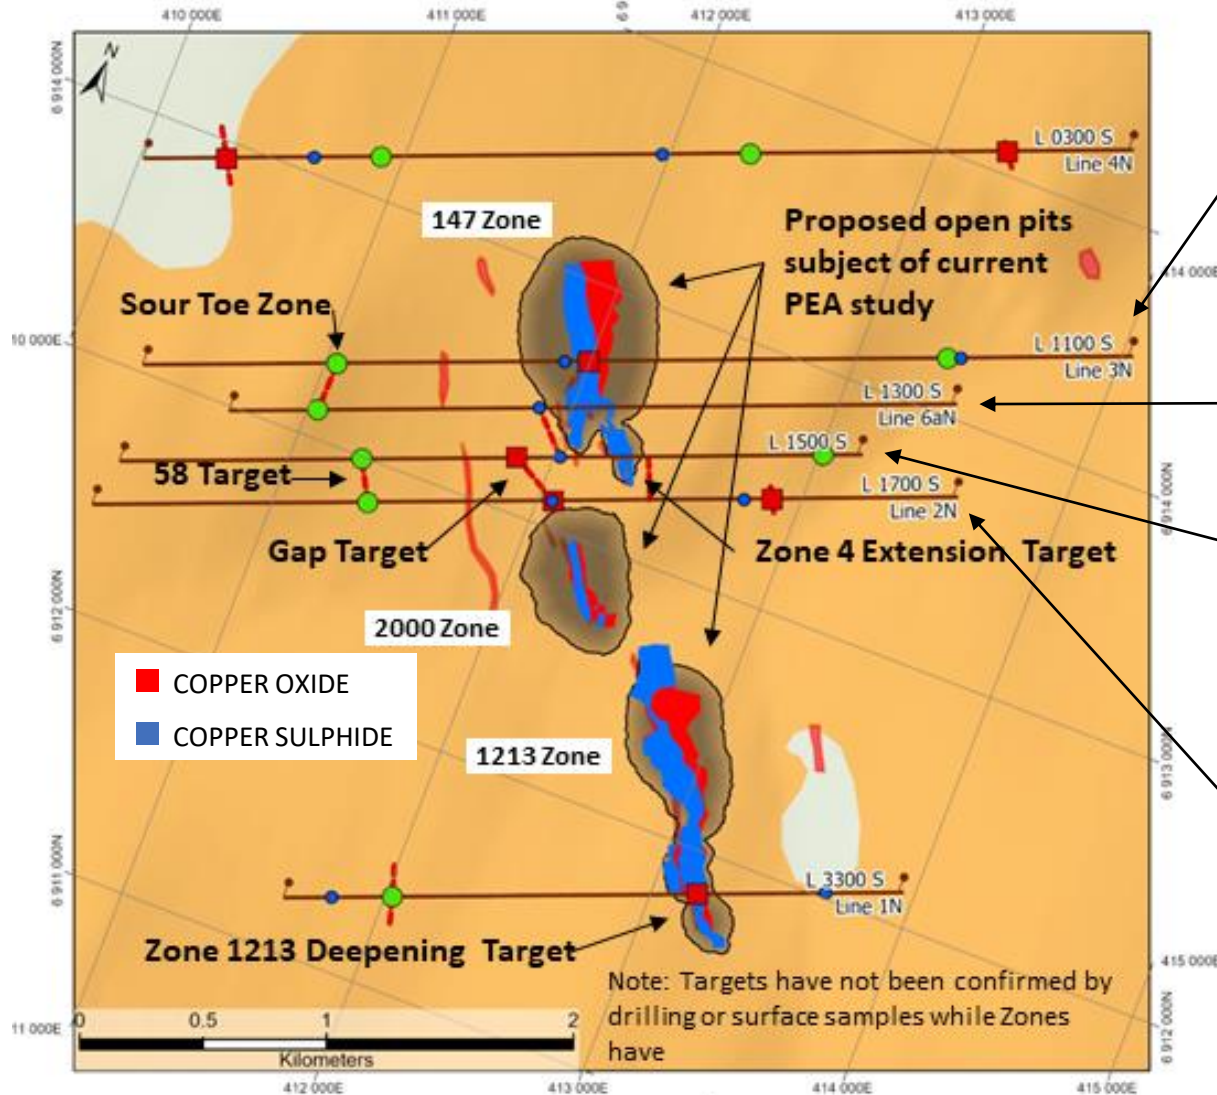 410 000E
411 000E
6 9
412 000E
413 000E
N
6 914 000N
L 0300 S
Line 4N
147 Zone
Proposed open pits
subject of current
PEA study
414 000E
Sour Toe Zone
10 000E
L 1100 S
Line 3N
L 1300 S
Line 6aN
L 1500 S
58 Target
L 1700 S
Line 2N
6 914 000N
Gap Target
Zone 4 Extension Target
6 912 000N
2000 Zone
COPPER OXIDE
COPPER SULPHIDE
1213 Zone
6 913 000N
6 911 000N
L 3300 S
Line 1N
Zone 1213 Deepening Target
415 000E
Note: Targets have not been confirmed by
drilling or surface samples while Zones
have
0 0.5 1 2
Kilometers
11 000E
6 912 000N
412 000E
413 000E
414 000E
415 000E